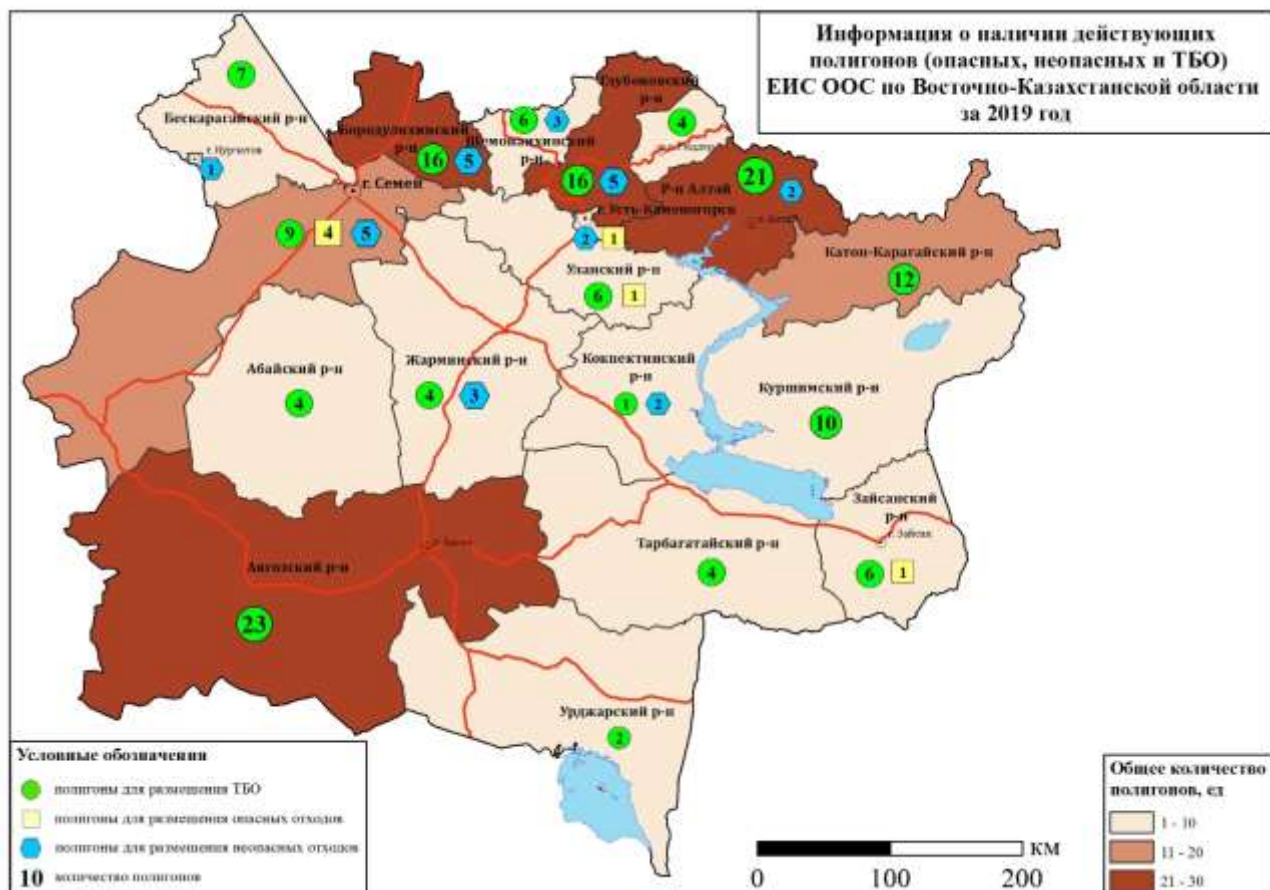 Информация о наличии действующих
полигонов (опасных, неопасных и ТБО)
ЕИС ООС по Восточно-Казахстанской области
за 2019 год
7
Бескарагайский р-н
г. Курчатов
1
Бородулихинский
р-н
16
5
6
3
Шемонаихинский
р-н
Глубоковский
р-н
4
16
5
Р-н Алтай
21
2
г. Семей
9
4
5
г. Усть-Каменогорск
2
1
Уланский р-н
6
1
Катон-Карагайский р-н
12
Абайский р-н
4
Жарминский р-н
4
3
Кокпектинский
р-н
1
2
Куршимский р-н
10
Зайсанский
р-н
г. Зайсан
6
1
Тарбагатайский р-н
4
Аягозский р-н
23
Урджарский р-н
2
Условные обозначения
полигоны для размещения ТБО
полигоны для размещения опасных отходов
полигоны для размещения неопасных отходов
10 количество полигонов
0 100 200 КМ
Общее количество
полигонов, ед
1 - 10
11 - 20
21 - 30